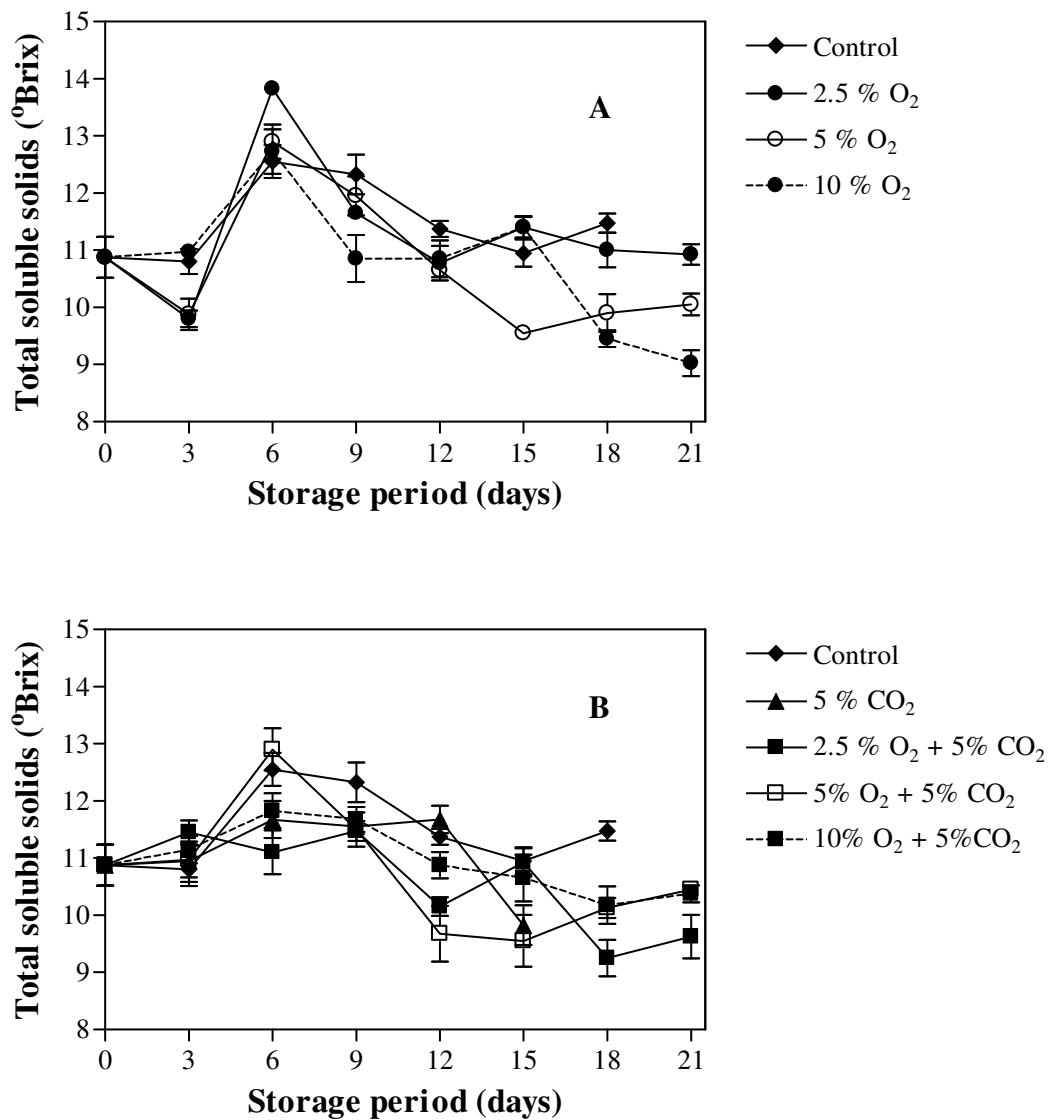 15
14
13
12
11
10
9
8
Total soluble solids (ºBrix)
A
0 3 6 9 12 15 18 21
Storage period (days)
Control
2.5 % O₂
5 % O₂
10 % O₂
15
14
13
12
11
10
9
8
Total soluble solids (ºBrix)
B
0 3 6 9 12 15 18 21
Storage period (days)
Control
5 % CO₂
2.5 % O₂ + 5% CO₂
5% O₂ + 5% CO₂
10% O₂ + 5%CO₂